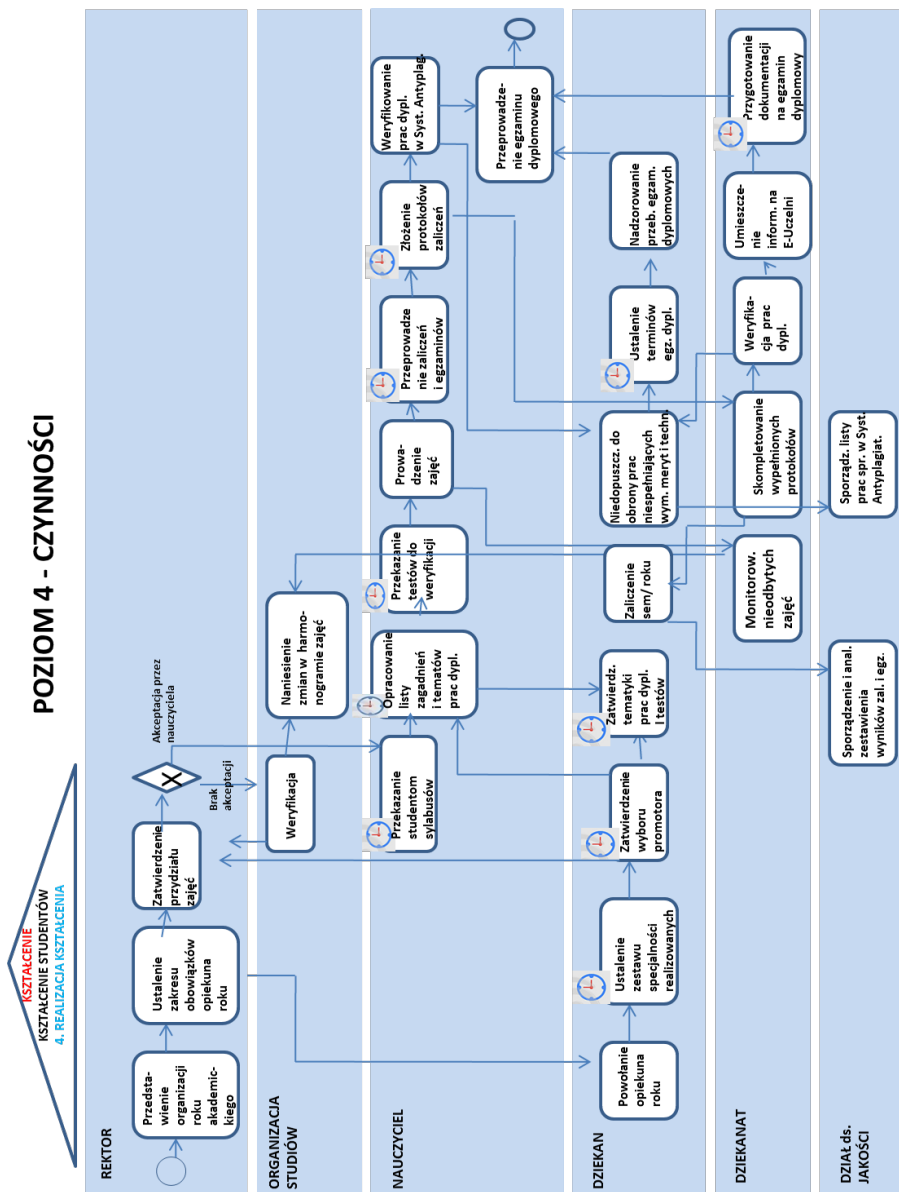 POZIOM 4 - CZYNNOŚCI
KSZTAŁCENIE
KSZTAŁCENIE STUDENTÓW
4. REALIZACJA KSZTAŁCENIA
REKTOR
Przedsta-
wienie
organizacji
roku
akademic-
kiego
Ustalenie
zakresu
obowiązków
opiekuna
roku
Zatwierdzenie
przydziału
zajęć
X
Akceptacja przez
nauczyciela
Brak
akceptacji
ORGANIZACJA
STUDIÓW
Weryfikacja
Naniesienie
zmian w harmo-
nogramie zajęć
NAUCZYCIEL
Przekazanie
studentom
sylabusów
Opracowanie
listy
zagadnień
i tematów
prac dypl.
Przekazanie
testów do
weryfikacji
Prowa-
dzenie
zajęć
Przeprowadze
nie zaliczeń
i egzaminów
Złożenie
protokołów
zaliczeń
Weryfikowanie
prac dypl.
w Syst. Antyplag.
Przeprowadze-
nie egzaminu
dyplomowego
DZIEKAN
Powołanie
opiekuna
roku
Ustalenie
zestawu
specjalności
realizowanych
Zatwierdzenie
wyboru
promotora
Zatwierdz.
tematyki
prac dypl.
I testów
Zaliczenie
sem/ roku
Niedopuszcz. do
obrony prac
niespełniających
wym. meryt i techn.
Ustalenie
terminów
egz. dypl.
Nadzorowanie
przeb. egzam.
dyplomowych
DZIEKANAT
Monitorow.
nieodbytych
zajęć
Skompletowanie
wypełnionych
protokołów
Weryfika-
cja prac
dypl.
Umieszcze-
nie
inform. na
E-Uczelni
Przygotowanie
dokumentacji
na egzamin
dyplomowy
DZIAŁ ds.
JAKOŚCI
Sporządzenie i anal.
zestawienia
wyników zal. i egz.
Sporządz. listy
prac spr. w Syst.
Antyplagiat.